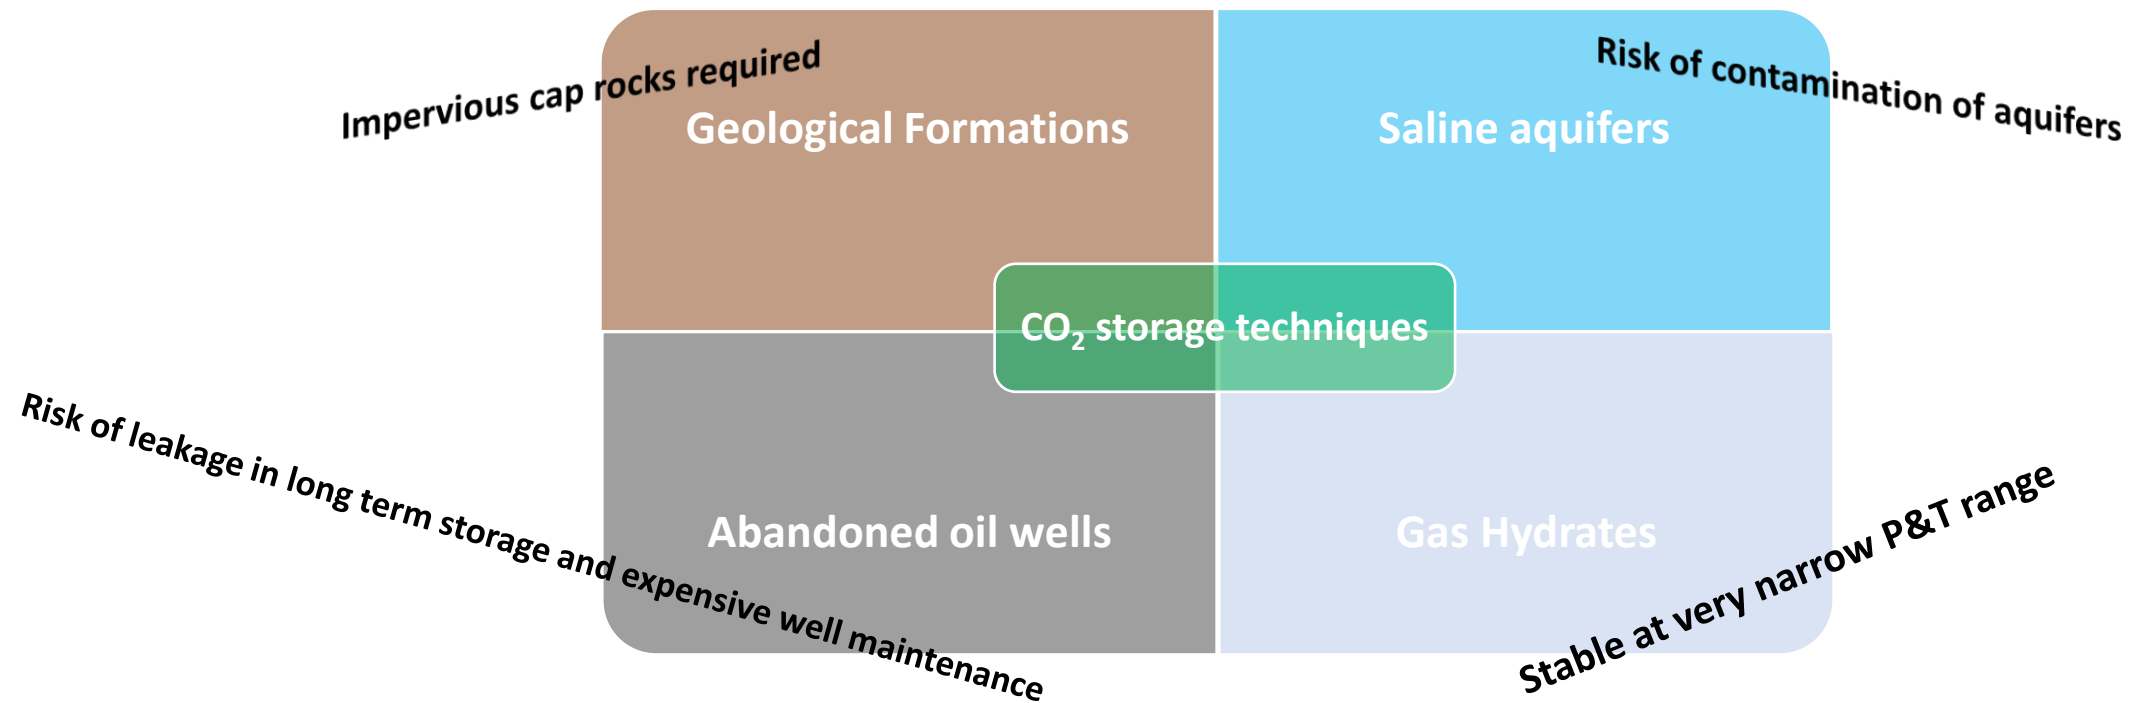 Impervious cap rocks required
Risk of contamination of aquifers
Geological Formations
Saline aquifers
CO₂ storage techniques
Risk of leakage in long term storage and expensive well maintenance
Abandoned oil wells
Gas Hydrates
Stable at very narrow P&T range